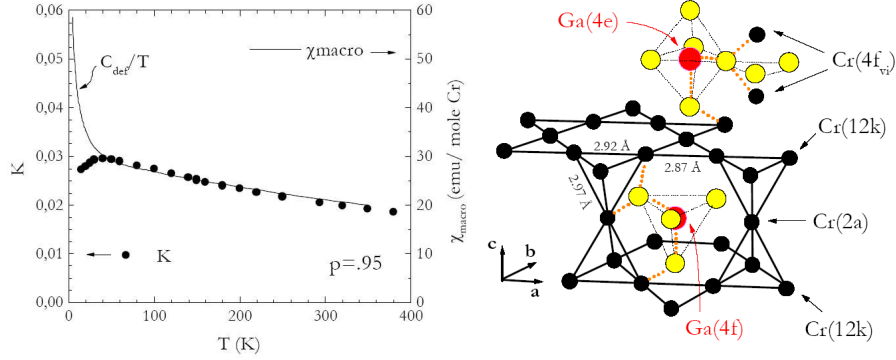 0,06
0,05
0,04
0,03
0,02
0,01
0,00
K
C_def/T
χmacro
K
p=.95
0
100
200
300
400
T (K)
60
50
40
30
20
10
0
χ_macro (emu/ mole Cr)
Ga(4e)
Cr(4f_vi)
Cr(12k)
2.92 Å
2.87 Å
2.97 Å
Cr(2a)
c
b
a
Ga(4f)
Cr(12k)